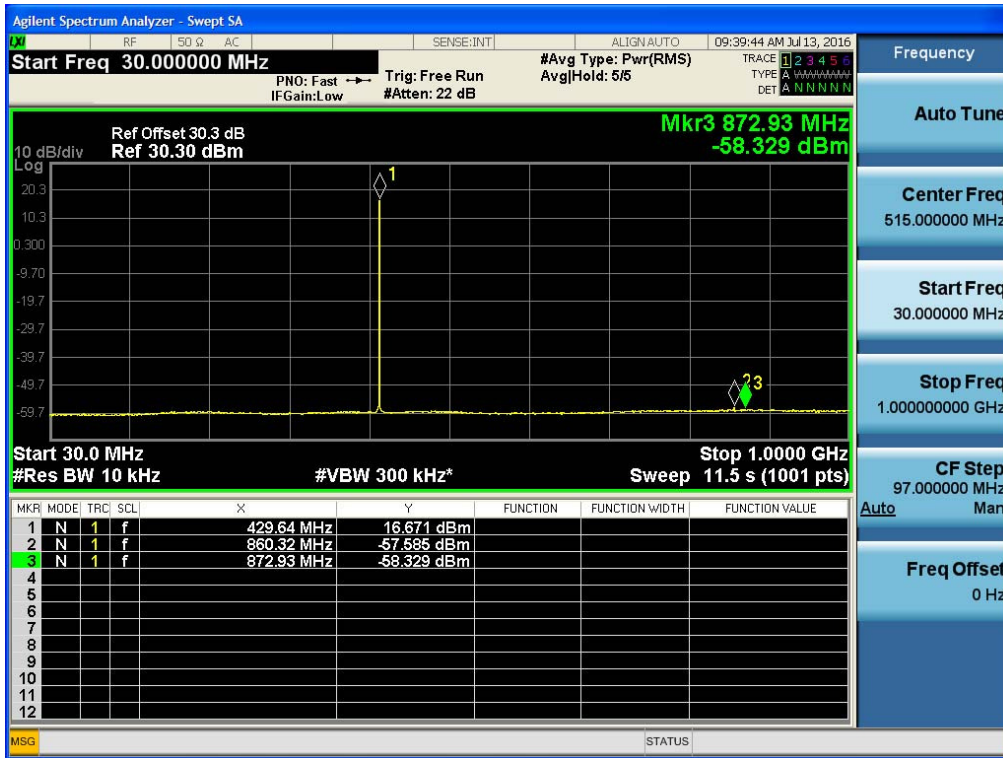 Agilent Spectrum Analyzer - Swept SA
LXI RF 50 Ω AC SENSE:INT ALIGNAUTO 09:39:44 AM Jul 13, 2016
Start Freq 30.000000 MHz
PNO: Fast
IFGain:Low
Trig: Free Run
#Atten: 22 dB
#Avg Type: Pwr(RMS)
Avg|Hold: 5/5
TRACE 1 2 3 4 5 6
TYPE A
DET A N N N N N
Ref Offset 30.3 dB
10 dB/div Ref 30.30 dBm
Log
Mkr3 872.93 MHz
-58.329 dBm
1
20.3
10.3
0.300
-9.70
-19.7
-29.7
-39.7
-49.7
-59.7
2 3
Start 30.0 MHz Stop 1.0000 GHz
#Res BW 10 kHz #VBW 300 kHz* Sweep 11.5 s (1001 pts)
MKR MODE TRC SCL X Y FUNCTION FUNCTION WIDTH FUNCTION VALUE
1 N 1 f 429.64 MHz 16.671 dBm
2 N 1 f 860.32 MHz -57.585 dBm
3 N 1 f 872.93 MHz -58.329 dBm
4
5
6
7
8
9
10
11
12
MSG STATUS
Frequency
Auto Tune
Center Freq
515.000000 MHz
Start Freq
30.000000 MHz
Stop Freq
1.000000000 GHz
CF Step
97.000000 MHz
Auto Man
Freq Offset
0 Hz